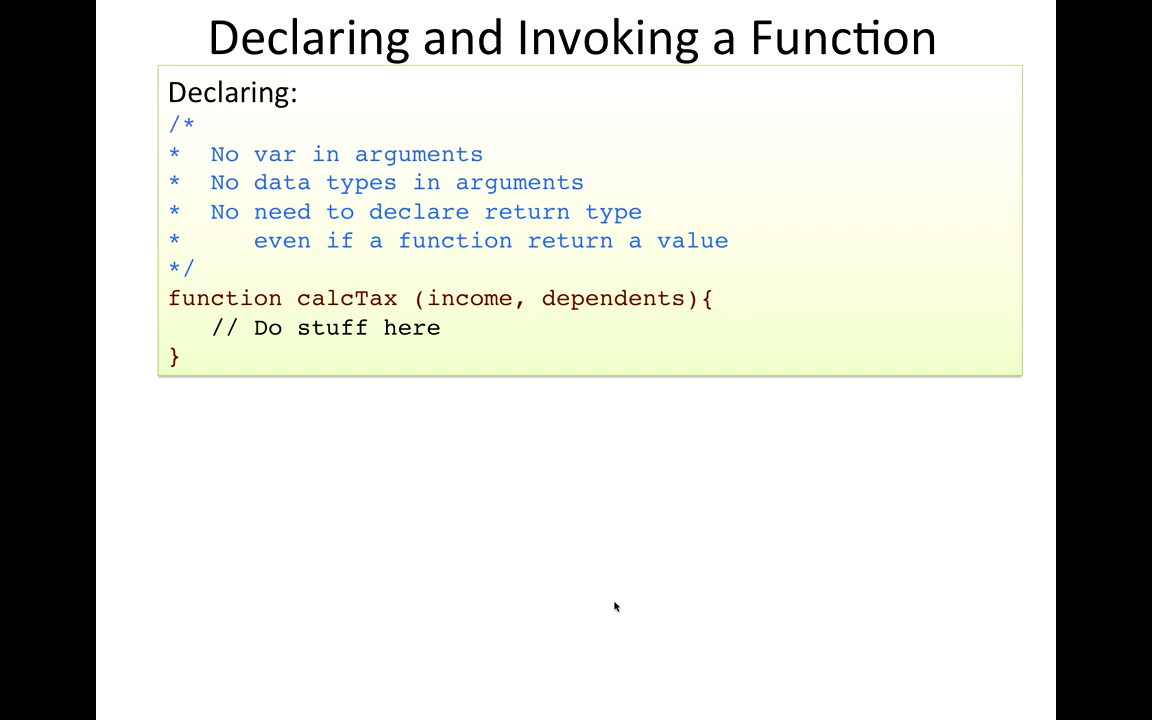 Declaring and Invoking a Function
Declaring:
/*
*  No var in arguments
*  No data types in arguments
*  No need to declare return type
*     even if a function return a value
*/
function calcTax (income, dependents){
   // Do stuff here
}